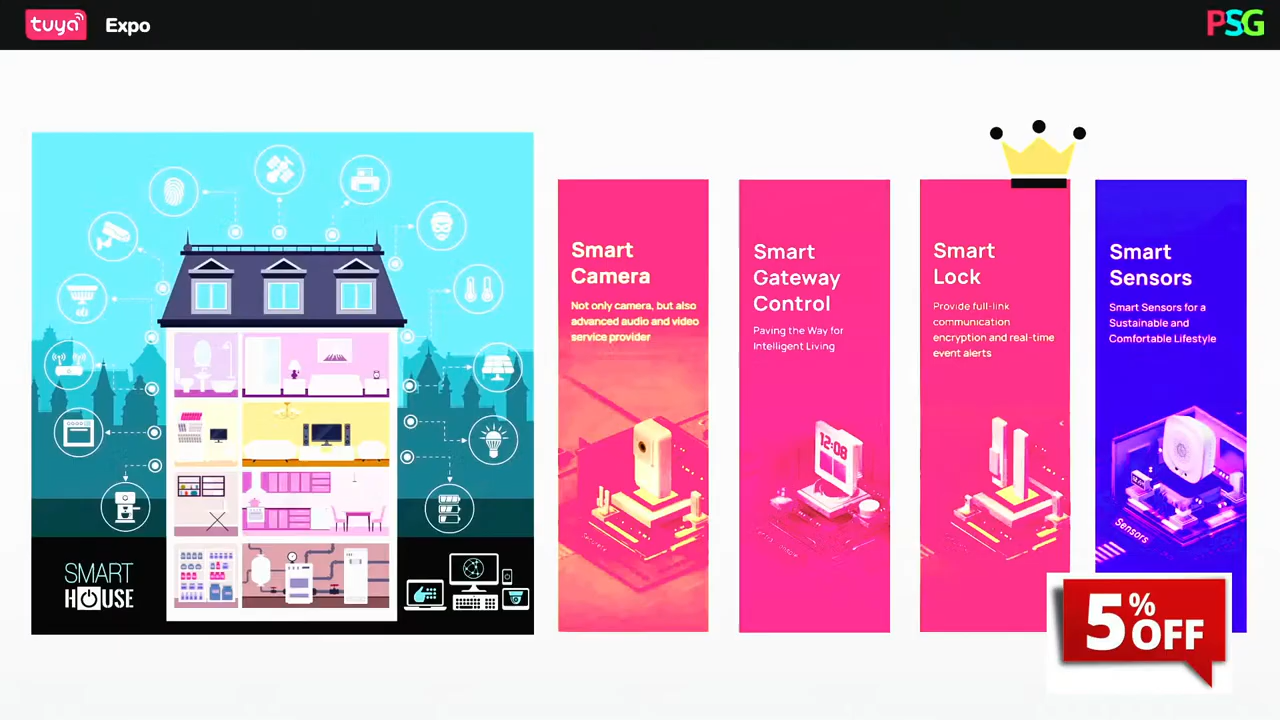 tuya Expo
PSG
Smart
Camera
Not only camera, but also
advanced audio and video
service provider
Smart
Gateway
Control
Paving the Way for
Intelligent Living
12:08
Smart
Lock
Provide full-link
communication
encryption and real-time
event alerts
Smart
Sensors
Smart Sensors for a
Sustainable and
Comfortable Lifestyle
Sensors
SMART
HOUSE
5% OFF